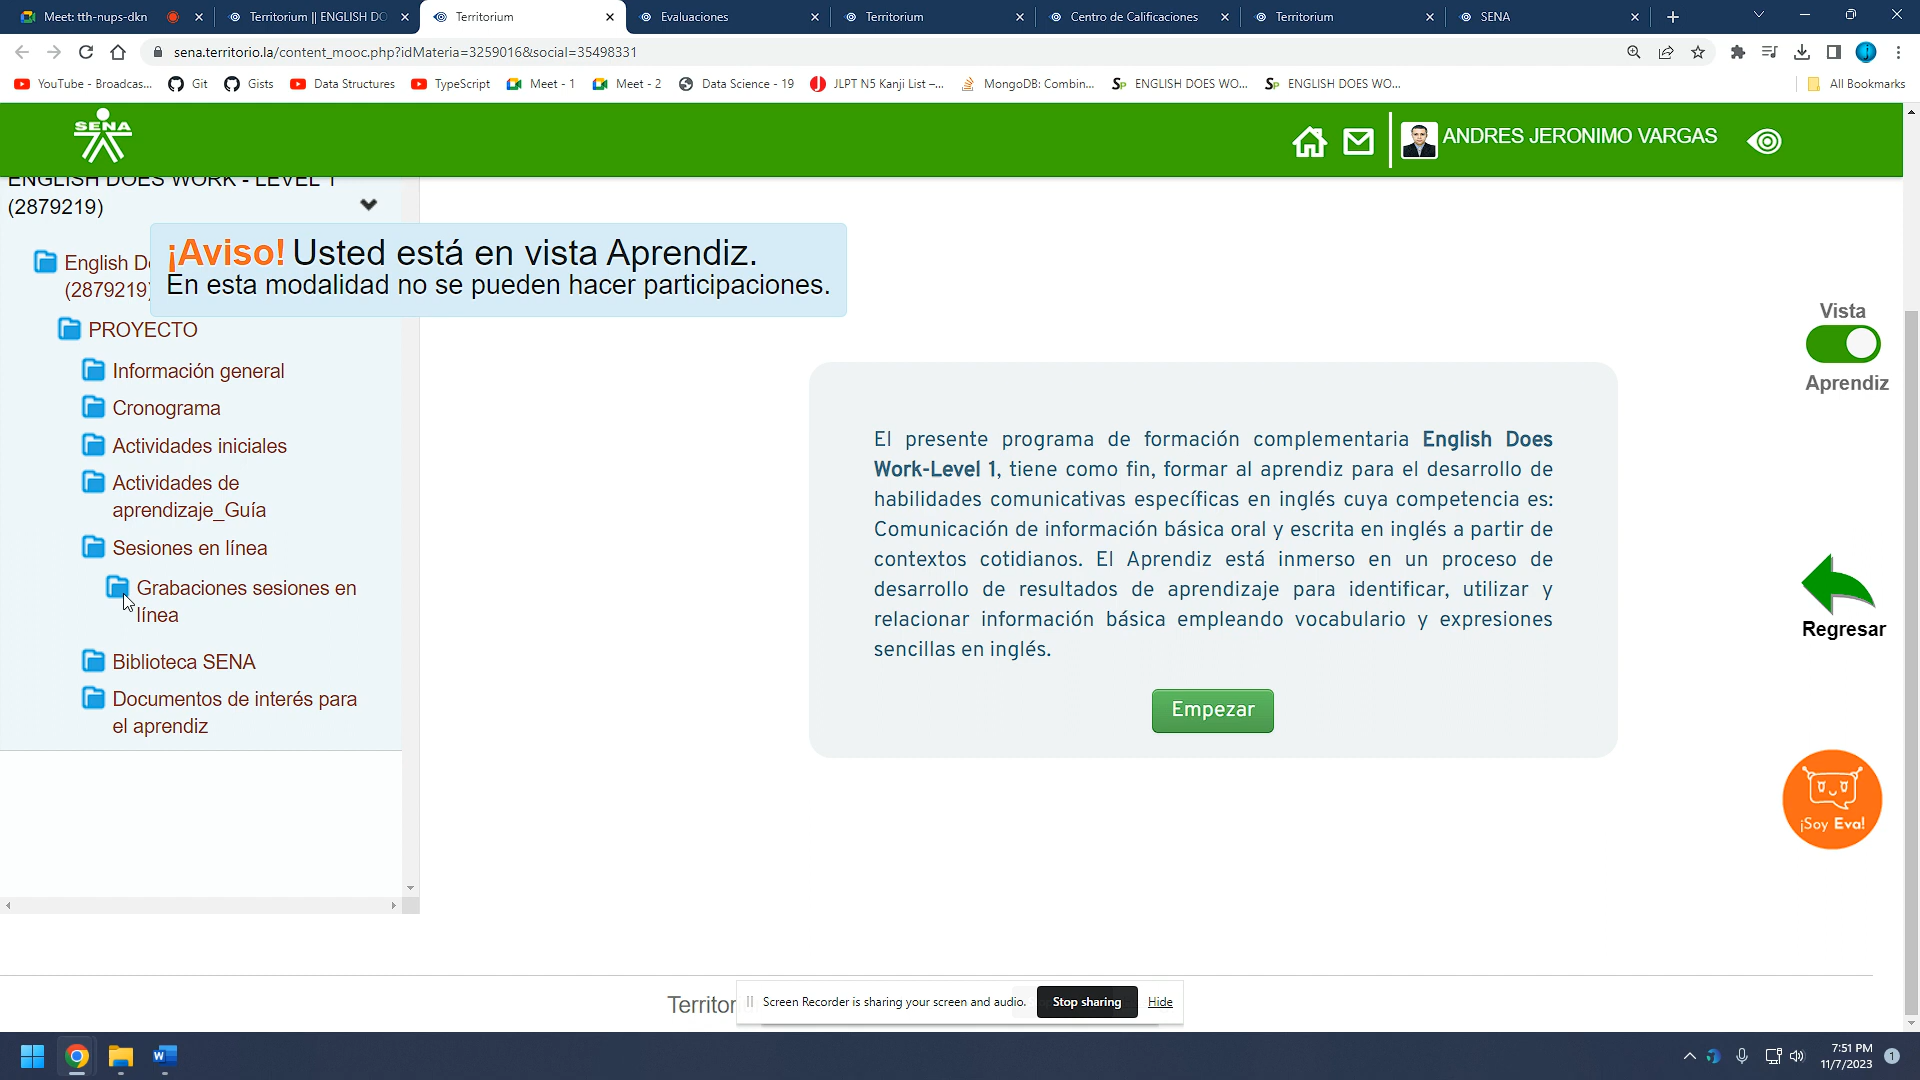 Meet: tth-nups-dkn
Territorium || ENGLISH DO
Territorium
Evaluaciones
Territorium
Centro de Calificaciones
Territorium
SENA
sena.territorio.la/content_mooc.php?idMateria=3259016&social=35498331
YouTube - Broadcas...
Git
Gists
Data Structures
TypeScript
Meet - 1
Meet - 2
Data Science - 19
JLPT N5 Kanji List –...
MongoDB: Combin...
ENGLISH DOES WO...
ENGLISH DOES WO...
All Bookmarks
SENA
ANDRES JERONIMO VARGAS
ENGLISH DOES WORK - LEVEL 1
(2879219)
¡Aviso! Usted está en vista Aprendiz.
En esta modalidad no se pueden hacer participaciones.
English D
(2879219)
PROYECTO
Información general
Cronograma
Actividades iniciales
Actividades de
aprendizaje_Guía
Sesiones en línea
Grabaciones sesiones en
línea
Biblioteca SENA
Documentos de interés para
el aprendiz
El presente programa de formación complementaria English Does
Work-Level 1, tiene como fin, formar al aprendiz para el desarrollo de
habilidades comunicativas específicas en inglés cuya competencia es:
Comunicación de información básica oral y escrita en inglés a partir de
contextos cotidianos. El Aprendiz está inmerso en un proceso de
desarrollo de resultados de aprendizaje para identificar, utilizar y
relacionar información básica empleando vocabulario y expresiones
sencillas en inglés.
Empezar
Vista
Aprendiz
Regresar
¡Soy Eva!
Territor
Screen Recorder is sharing your screen and audio.
Stop sharing
Hide
7:51 PM
11/7/2023
1